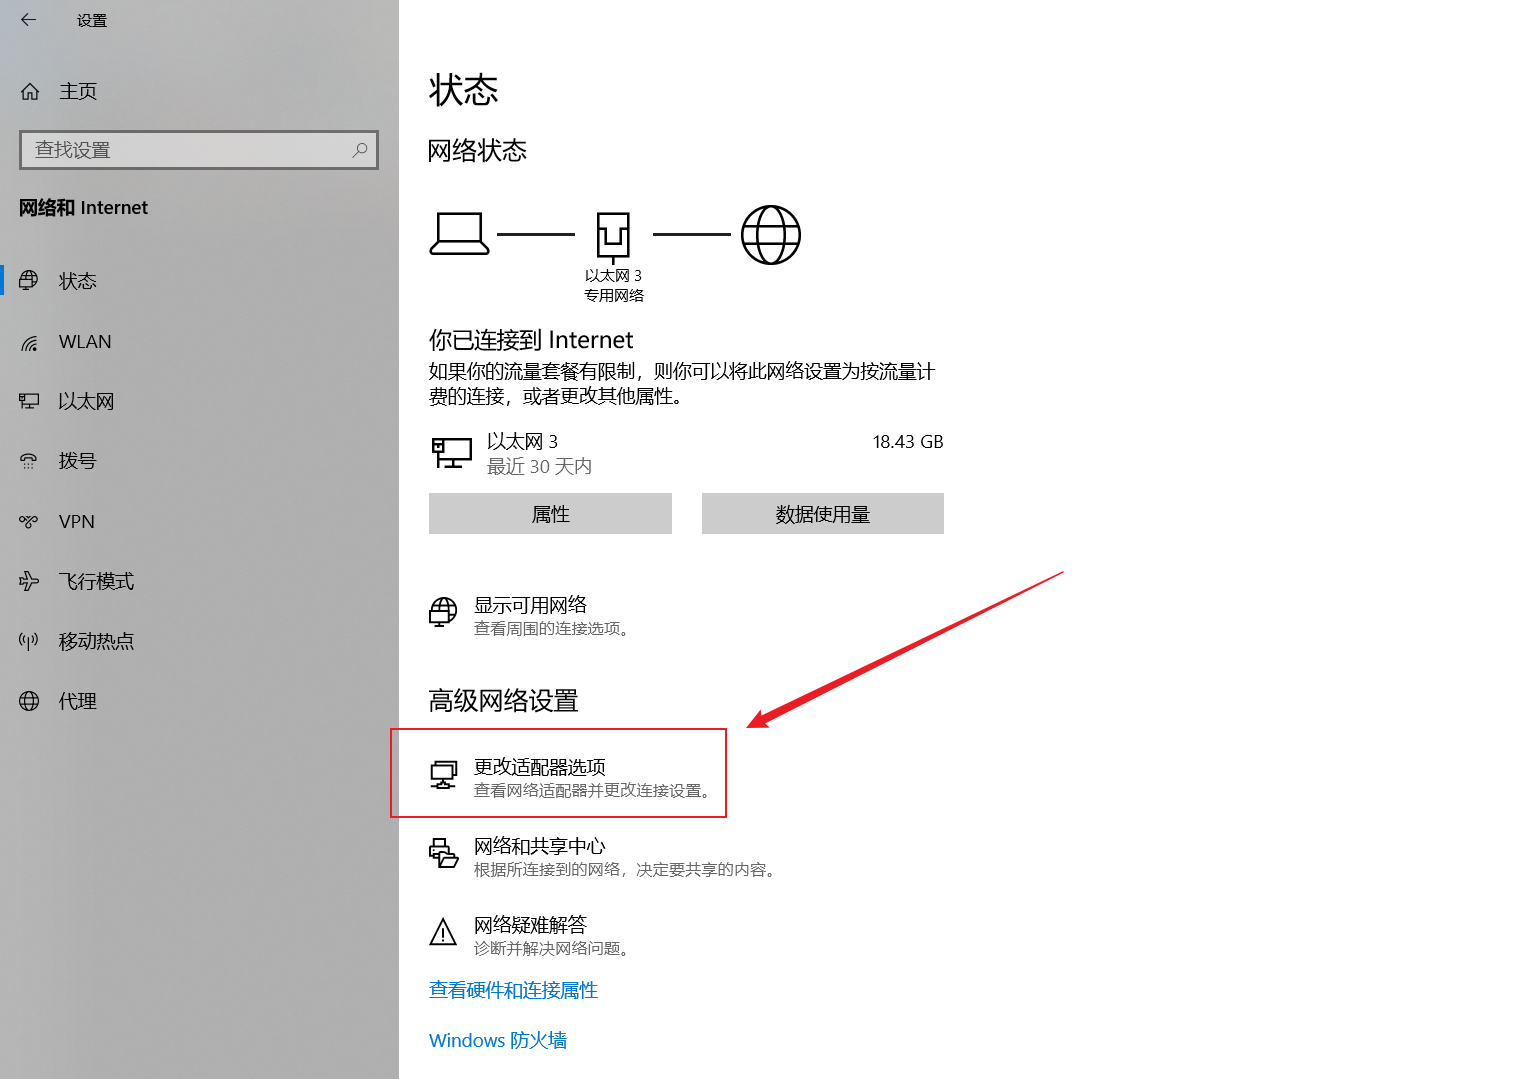 设置
主页
查找设置
网络和 Internet
状态
WLAN
以太网
拨号
VPN
飞行模式
移动热点
代理
状态
网络状态
以太网 3
专用网络
你已连接到 Internet
如果你的流量套餐有限制，则你可以将此网络设置为按流量计
费的连接，或者更改其他属性。
以太网 3
18.43 GB
最近 30 天内
属性
数据使用量
显示可用网络
查看周围的连接选项。
高级网络设置
更改适配器选项
查看网络适配器并更改连接设置。
网络和共享中心
根据所连接到的网络，决定要共享的内容。
网络疑难解答
诊断并解决网络问题。
查看硬件和连接属性
Windows 防火墙